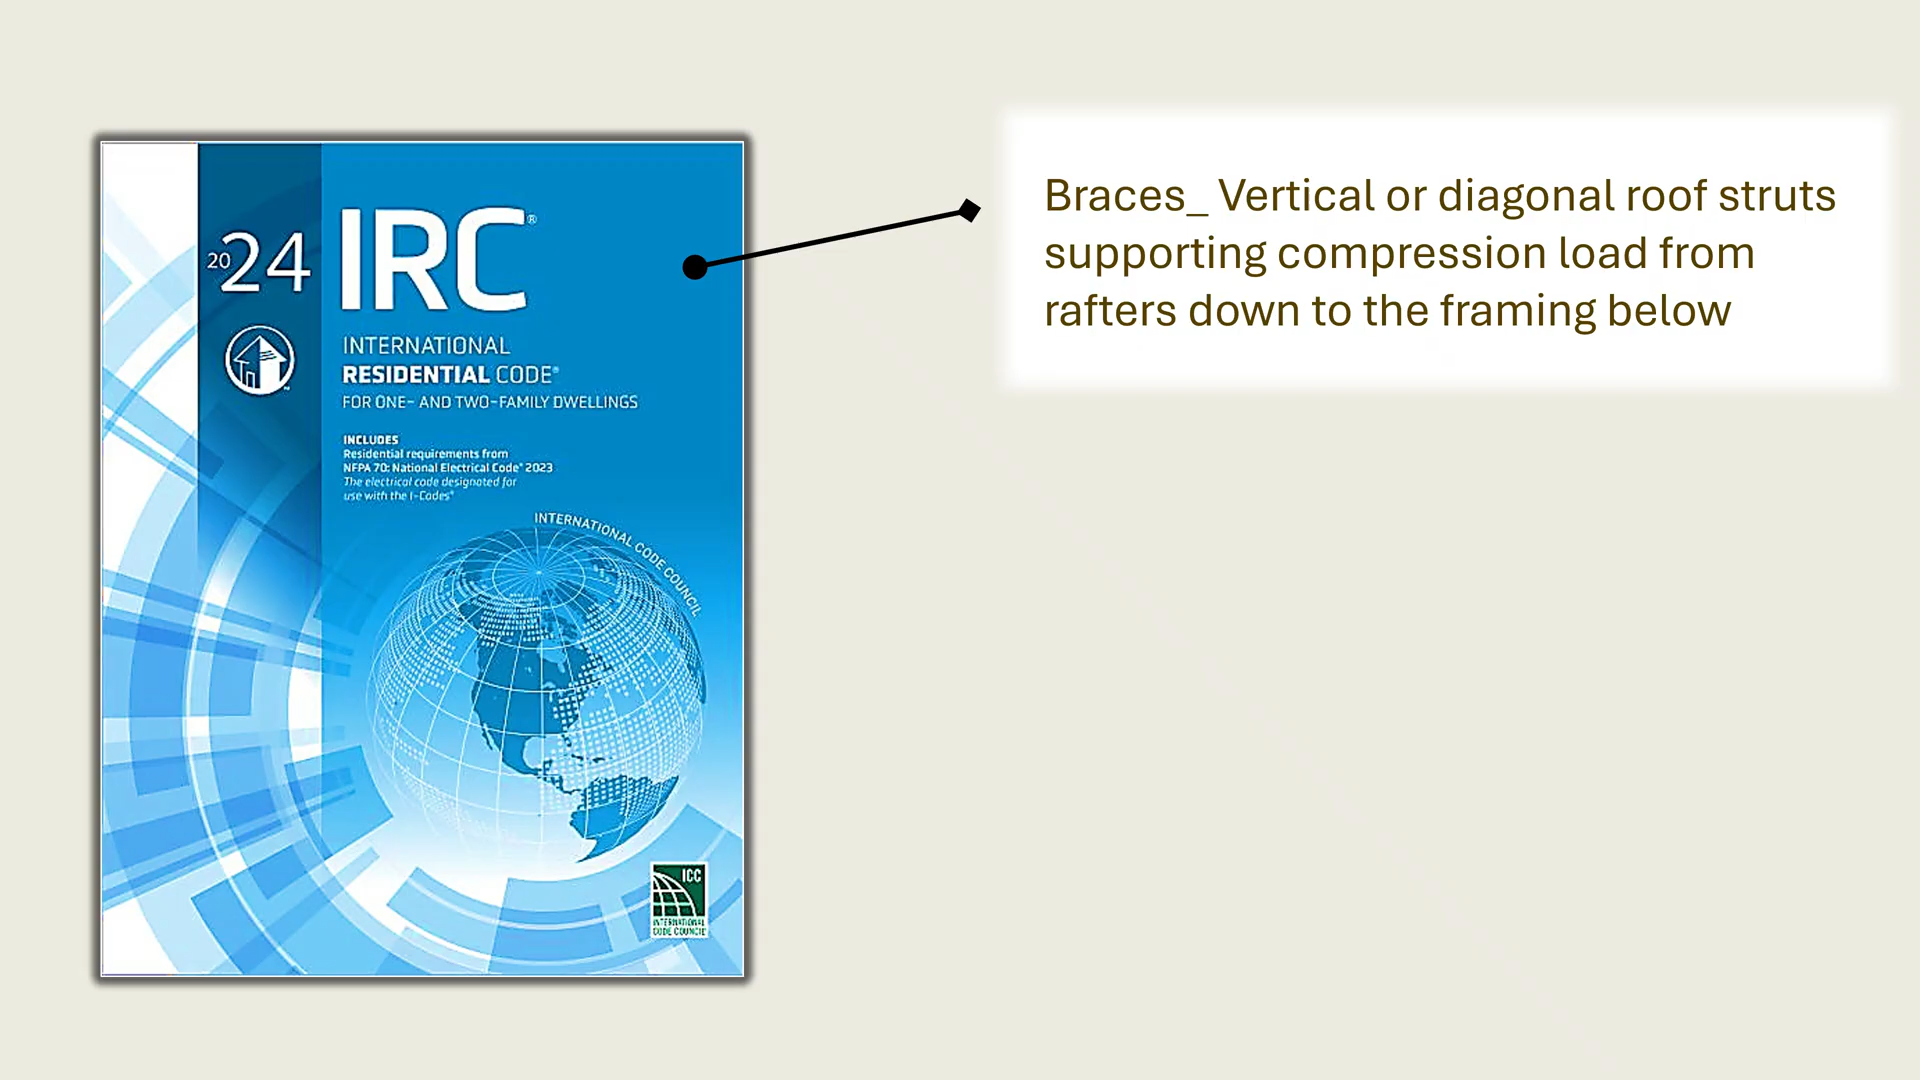 2024
IRC®
INTERNATIONAL
RESIDENTIAL CODE®
FOR ONE- AND TWO-FAMILY DWELLINGS
INCLUDES
Residential requirements from
NFPA 70: National Electrical Code® 2023
The electrical code designated for
use with the I-Codes®
INTERNATIONAL CODE COUNCIL
ICC
INTERNATIONAL
CODE COUNCIL
Braces_ Vertical or diagonal roof struts
supporting compression load from
rafters down to the framing below